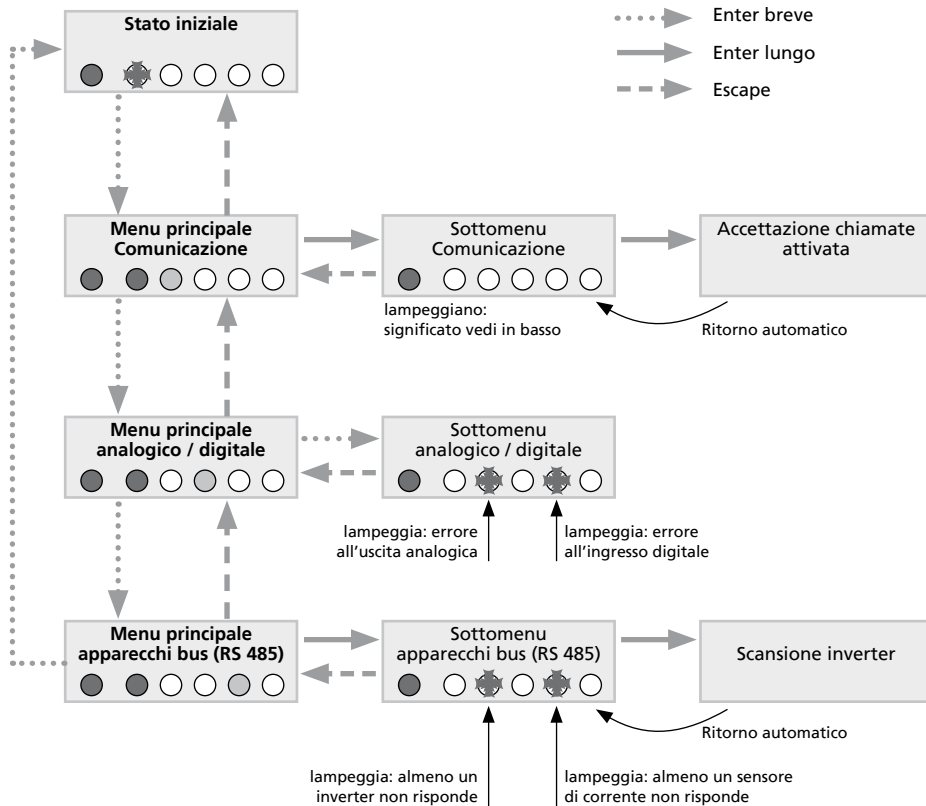 Stato iniziale
Enter breve
Enter lungo
Escape
Menu principale
Comunicazione
Sottomenu
Comunicazione
Accettazione chiamate
attivata
lampeggiano:
significato vedi in basso
Ritorno automatico
Menu principale
analogico / digitale
Sottomenu
analogico / digitale
lampeggia: errore
all'uscita analogica
lampeggia: errore
all'ingresso digitale
Menu principale
apparecchi bus (RS 485)
Sottomenu
apparecchi bus (RS 485)
Scansione inverter
Ritorno automatico
lampeggia: almeno un
inverter non risponde
lampeggia: almeno un sensore
di corrente non risponde